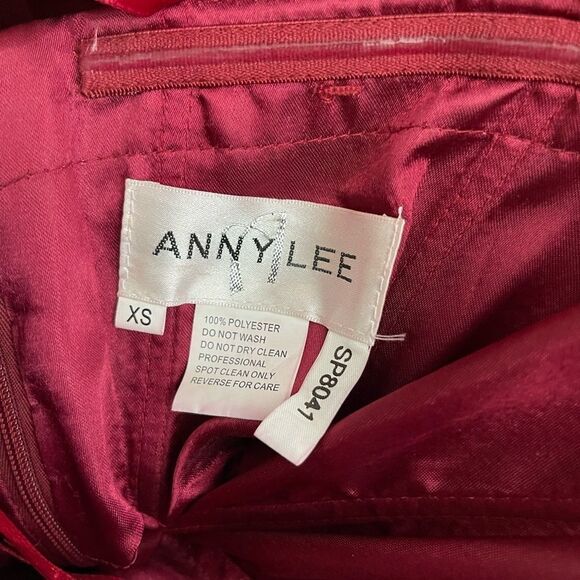 ANNY LEE
XS
100% POLYESTER
DO NOT WASH
DO NOT DRY CLEAN
PROFESSIONAL
SPOT CLEAN ONLY
REVERSE FOR CARE
SP8041